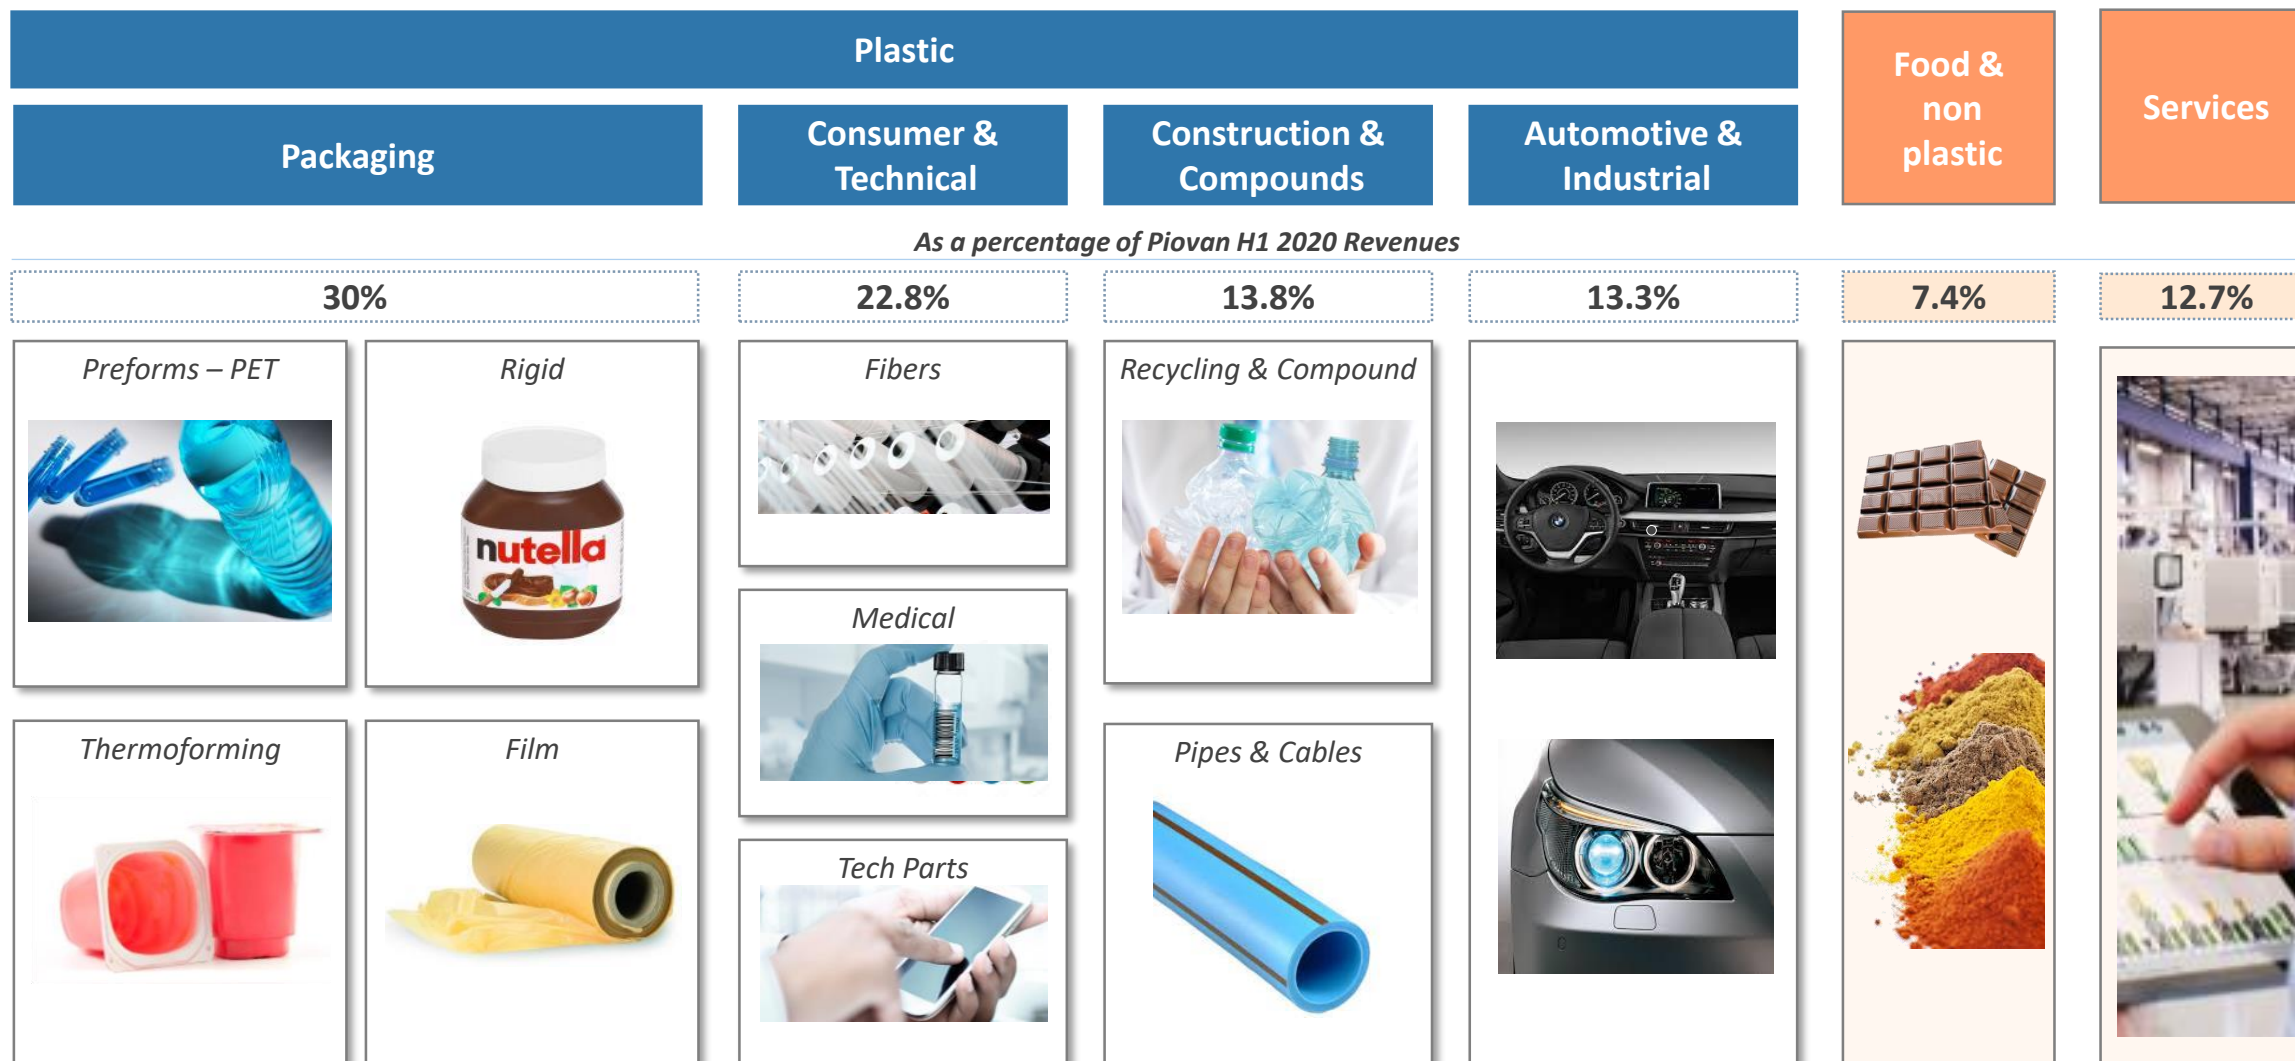 Plastic
Food &
non
plastic
Services
Packaging
Consumer &
Technical
Construction &
Compounds
Automotive &
Industrial
As a percentage of Piovan H1 2020 Revenues
30%
22.8%
13.8%
13.3%
7.4%
12.7%
Preforms – PET
Rigid
nutella
Fibers
Recycling & Compound
Medical
Thermoforming
Film
Pipes & Cables
Tech Parts